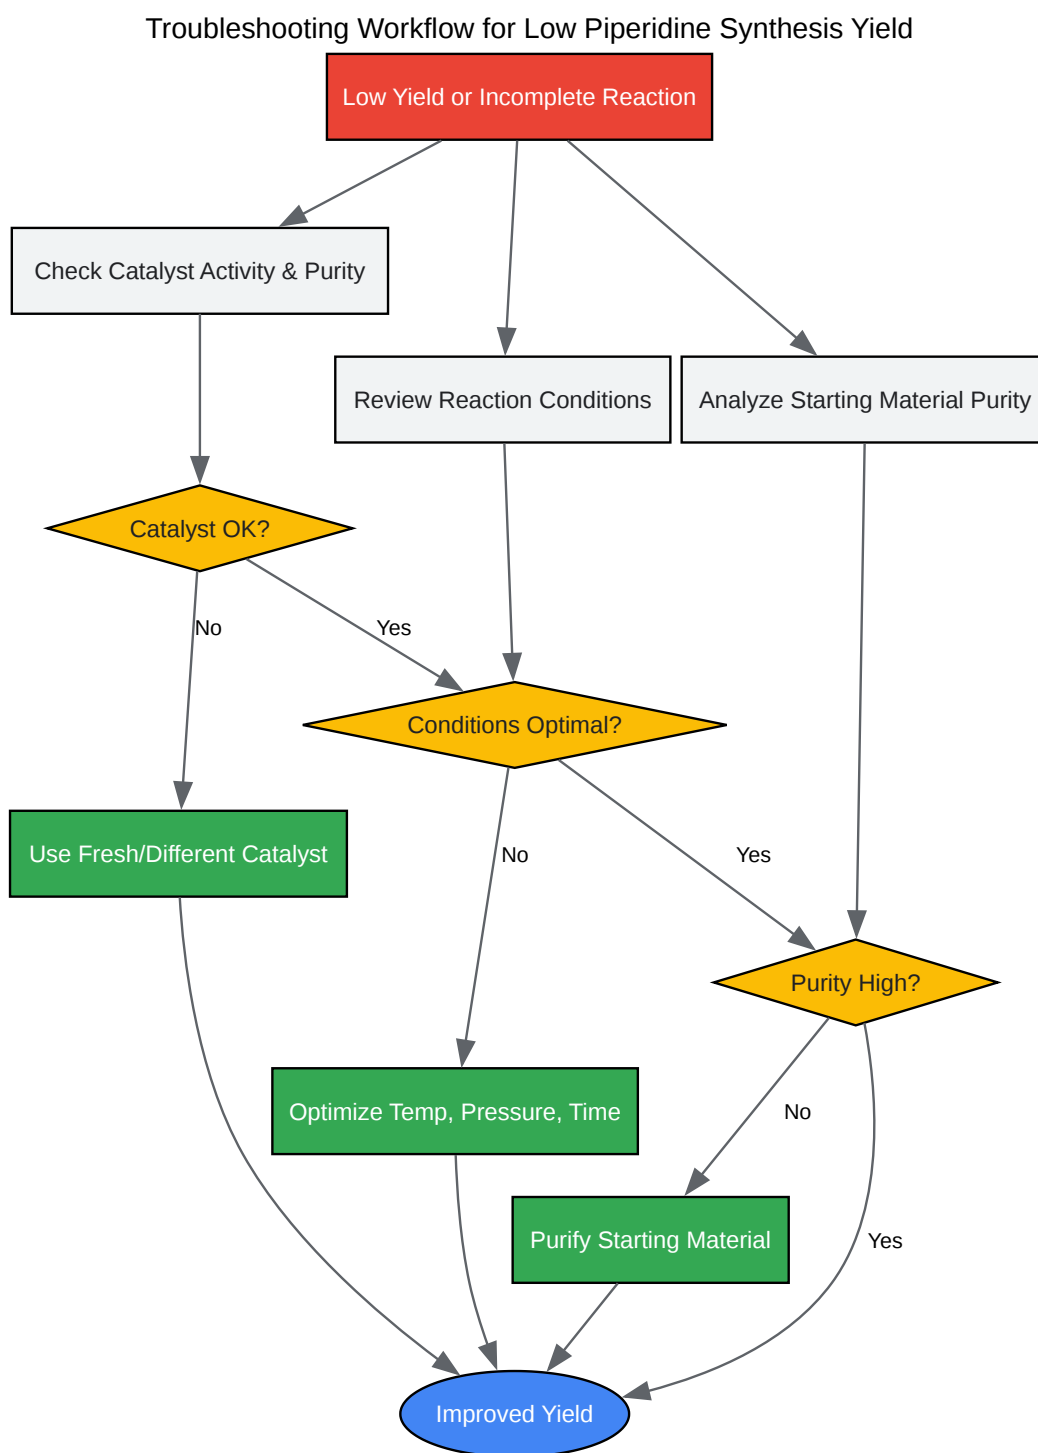 Troubleshooting Workflow for Low Piperidine Synthesis Yield
Low Yield or Incomplete Reaction
Check Catalyst Activity & Purity
Review Reaction Conditions
Analyze Starting Material Purity
Catalyst OK?
No
Yes
Conditions Optimal?
Use Fresh/Different Catalyst
No
Yes
Purity High?
Optimize Temp, Pressure, Time
No
Purify Starting Material
Yes
Improved Yield